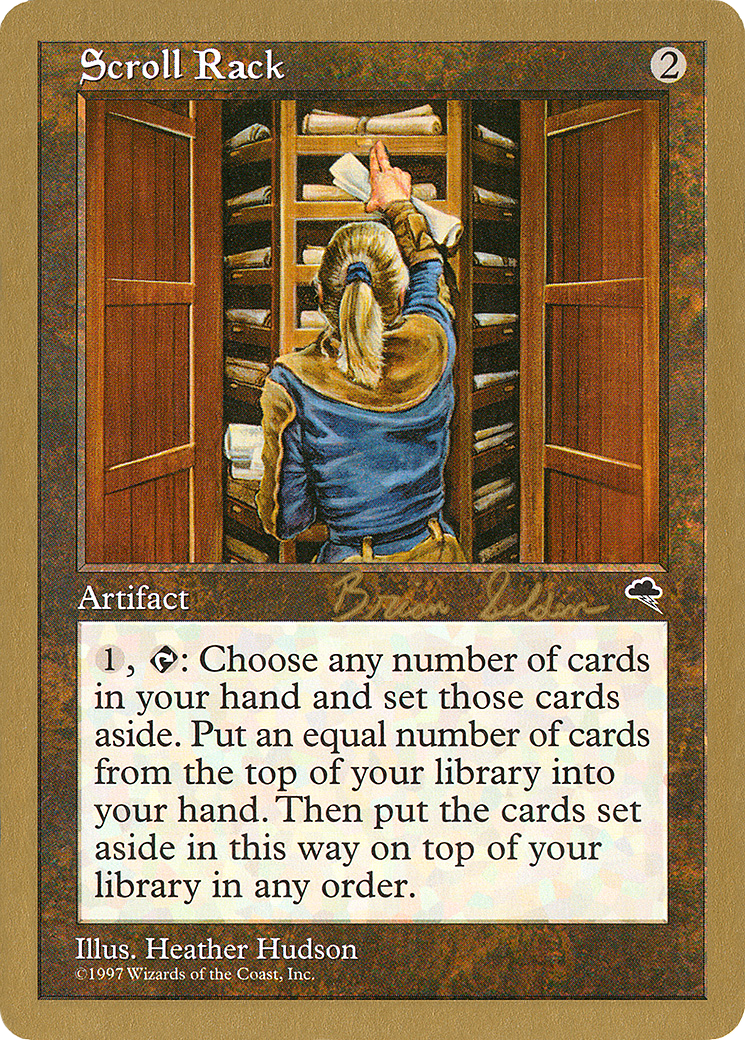 Scroll Rack
2
Artifact
Brian Selden
1, : Choose any number of cards
in your hand and set those cards
aside. Put an equal number of cards
from the top of your library into
your hand. Then put the cards set
aside in this way on top of your
library in any order.
Illus. Heather Hudson
©1997 Wizards of the Coast, Inc.